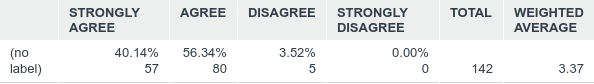 STRONGLY AGREE DISAGREE STRONGLY TOTAL WEIGHTED
AGREE DISAGREE AVERAGE
(no 40.14% 56.34% 3.52% 0.00%
label) 57 80 5 0 142 3.37